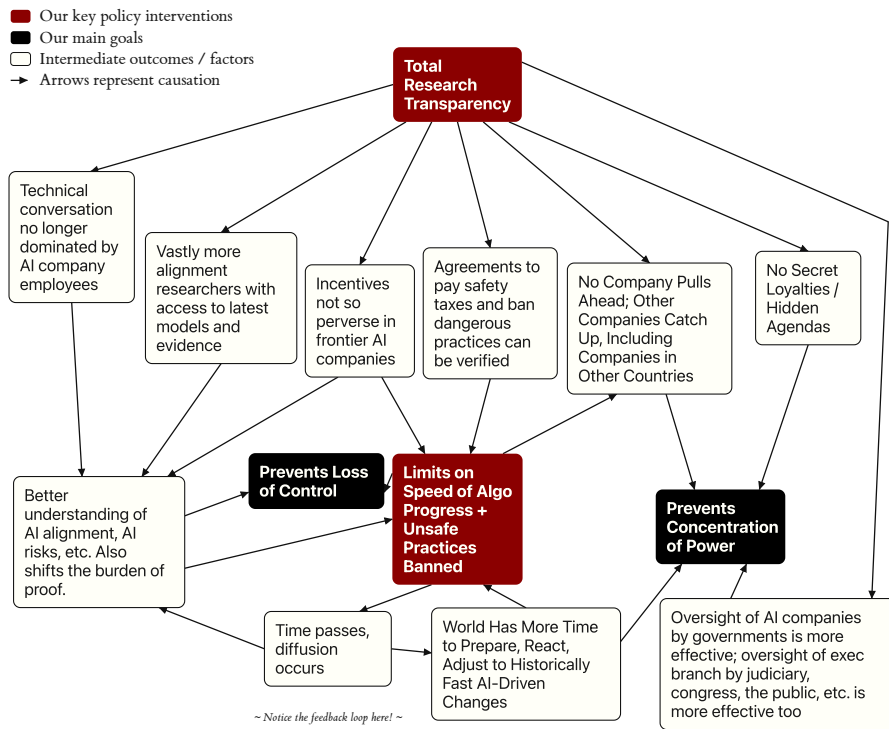 Our key policy interventions
Our main goals
Intermediate outcomes / factors
Arrows represent causation
Total
Research
Transparency
Technical
conversation
no longer
dominated by
AI company
employees
Vastly more
alignment
researchers with
access to latest
models and
evidence
Incentives
not so
perverse in
frontier AI
companies
Agreements to
pay safety
taxes and ban
dangerous
practices can
be verified
No Company Pulls
Ahead; Other
Companies Catch
Up, Including
Companies in
Other Countries
No Secret
Loyalties /
Hidden
Agendas
Better
understanding of
AI alignment, AI
risks, etc. Also
shifts the burden of
proof.
Prevents Loss
of Control
Limits on
Speed of Algo
Progress +
Unsafe
Practices
Banned
Prevents
Concentration
of Power
Time passes,
diffusion
occurs
World Has More Time
to Prepare, React,
Adjust to Historically
Fast AI-Driven
Changes
Oversight of AI companies
by governments is more
effective; oversight of exec
branch by judiciary,
congress, the public, etc. is
more effective too
~ Notice the feedback loop here! ~